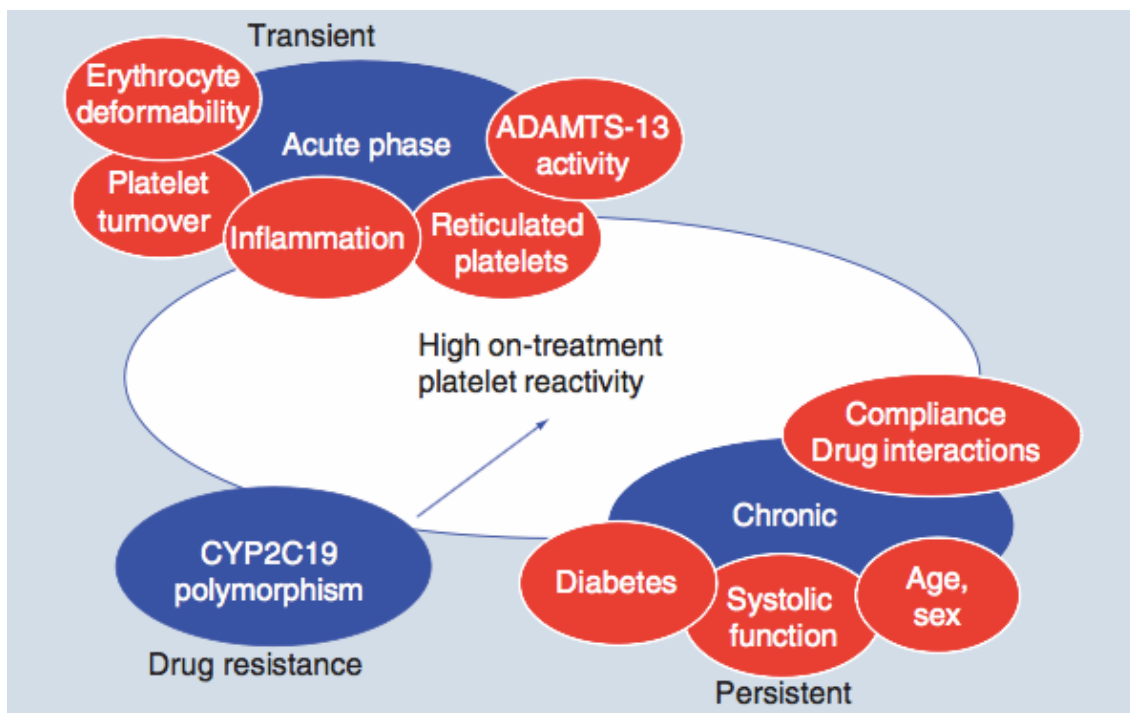 Transient
Erythrocyte
deformability
Acute phase
ADAMTS-13
activity
Platelet
turnover
Inflammation
Reticulated
platelets
High on-treatment
platelet reactivity
Compliance
Drug interactions
Chronic
CYP2C19
polymorphism
Diabetes
Systolic
function
Age,
sex
Drug resistance
Persistent